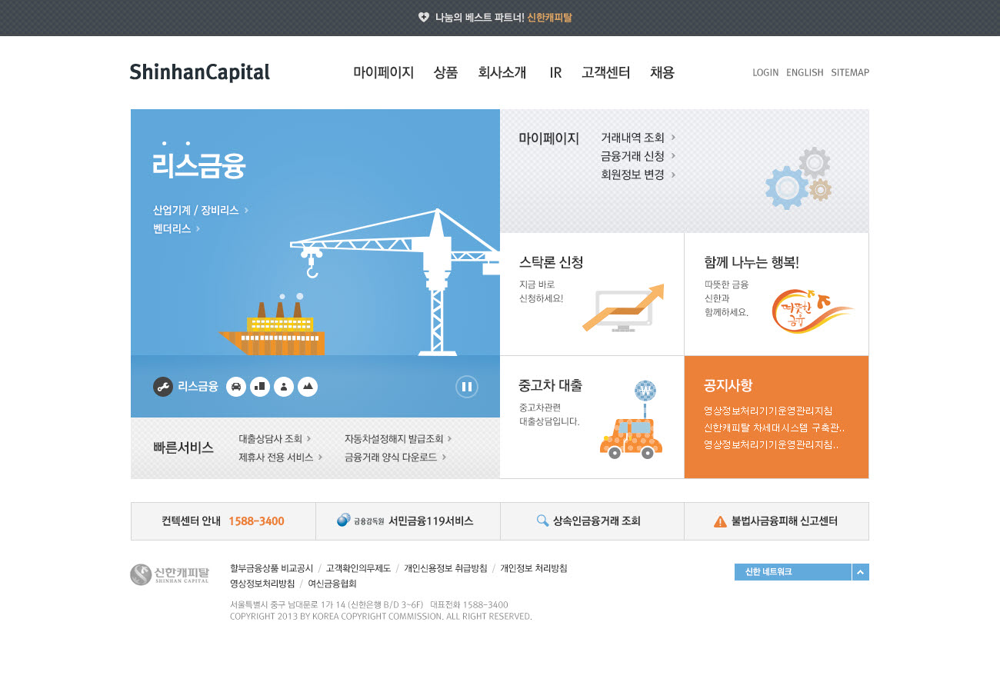 나눔의 베스트 파트너! 신한캐피탈
ShinhanCapital
마이페이지 상품 회사소개 IR 고객센터 채용
LOGIN ENGLISH SITEMAP
리스금융
산업기계 / 장비리스
벤더리스
리스금융
마이페이지
거래내역 조회
금융거래 신청
회원정보 변경
스탁론 신청
지금 바로
신청하세요!
함께 나누는 행복!
따뜻한 금융
신한과
함께하세요.
따뜻한
금융
중고차 대출
중고차관련
대출상담입니다.
₩
공지사항
영상정보처리기기운영관리지침
신한캐피탈 차세대시스템 구축관..
영상정보처리기기운영관리지침..
빠른서비스
대출상담사 조회
자동차설정해지 발급조회
제휴사 전용 서비스
금융거래 양식 다운로드
컨텍센터 안내 1588-3400
금융감독원 서민금융119서비스
상속인금융거래 조회
불법사금융피해 신고센터
신한캐피탈
SHINHAN CAPITAL
할부금융상품 비교공시 / 고객확인의무제도 / 개인신용정보 취급방침 / 개인정보 처리방침
영상정보처리방침 / 여신금융협회
서울특별시 중구 남대문로 1가 14 (신한은행 B/D 3~6F) 대표전화 1588-3400
COPYRIGHT 2013 BY KOREA COPYRIGHT COMMISSION. ALL RIGHT RESERVED.
신한 네트워크